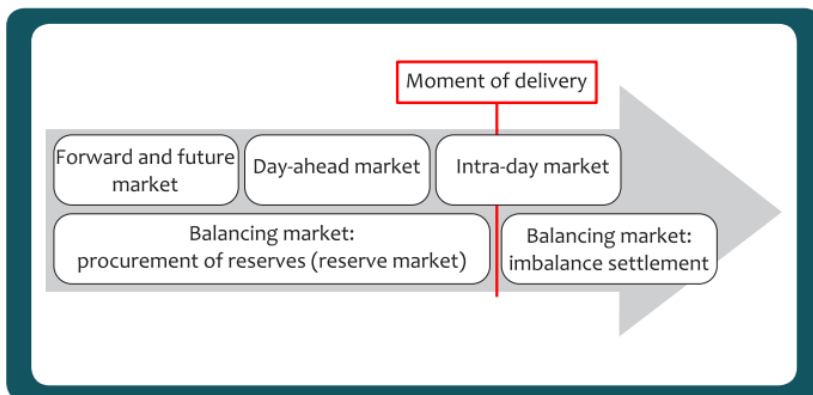 Moment of delivery
Forward and future
market
Day-ahead market
Intra-day market
Balancing market:
procurement of reserves (reserve market)
Balancing market:
imbalance settlement